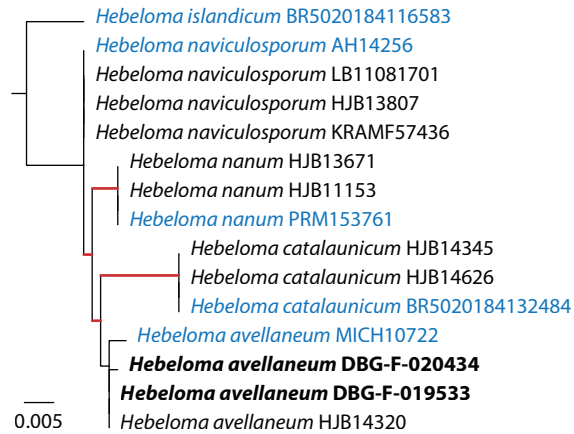 Hebeloma islandicum BR5020184116583
Hebeloma naviculosporum AH14256
Hebeloma naviculosporum LB11081701
Hebeloma naviculosporum HJB13807
Hebeloma naviculosporum KRAMF57436
Hebeloma nanum HJB13671
Hebeloma nanum HJB11153
Hebeloma nanum PRM153761
Hebeloma catalaunicum HJB14345
Hebeloma catalaunicum HJB14626
Hebeloma catalaunicum BR5020184132484
Hebeloma avellaneum MICH10722
Hebeloma avellaneum DBG-F-020434
Hebeloma avellaneum DBG-F-019533
0.005 Hebeloma avellaneum HJB14320